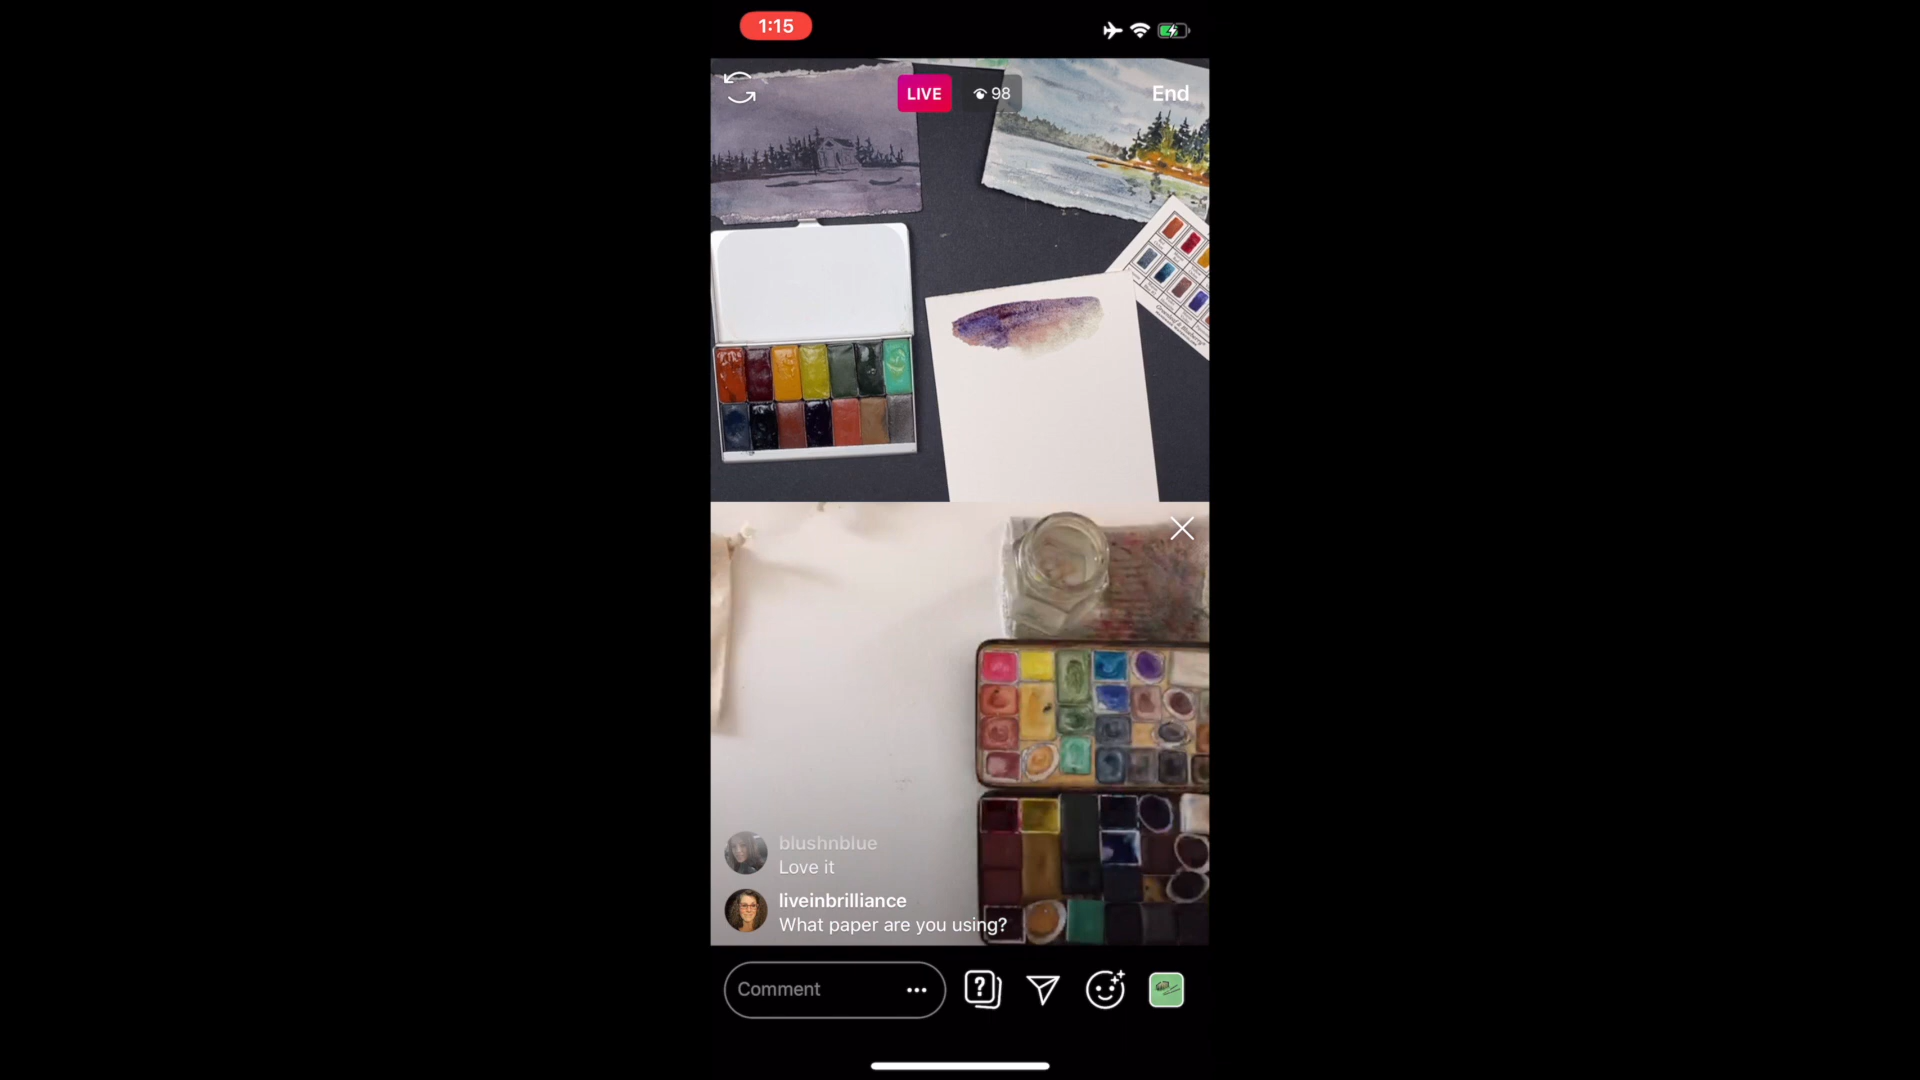 1:15
LIVE
98
End
blushnblue
Love it
liveinbrilliance
What paper are you using?
Comment